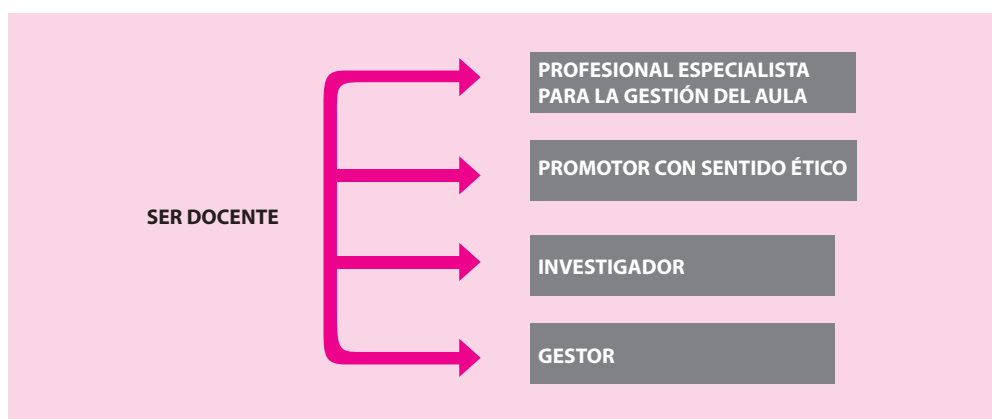 SER DOCENTE
PROFESIONAL ESPECIALISTA
PARA LA GESTIÓN DEL AULA
PROMOTOR CON SENTIDO ÉTICO
INVESTIGADOR
GESTOR